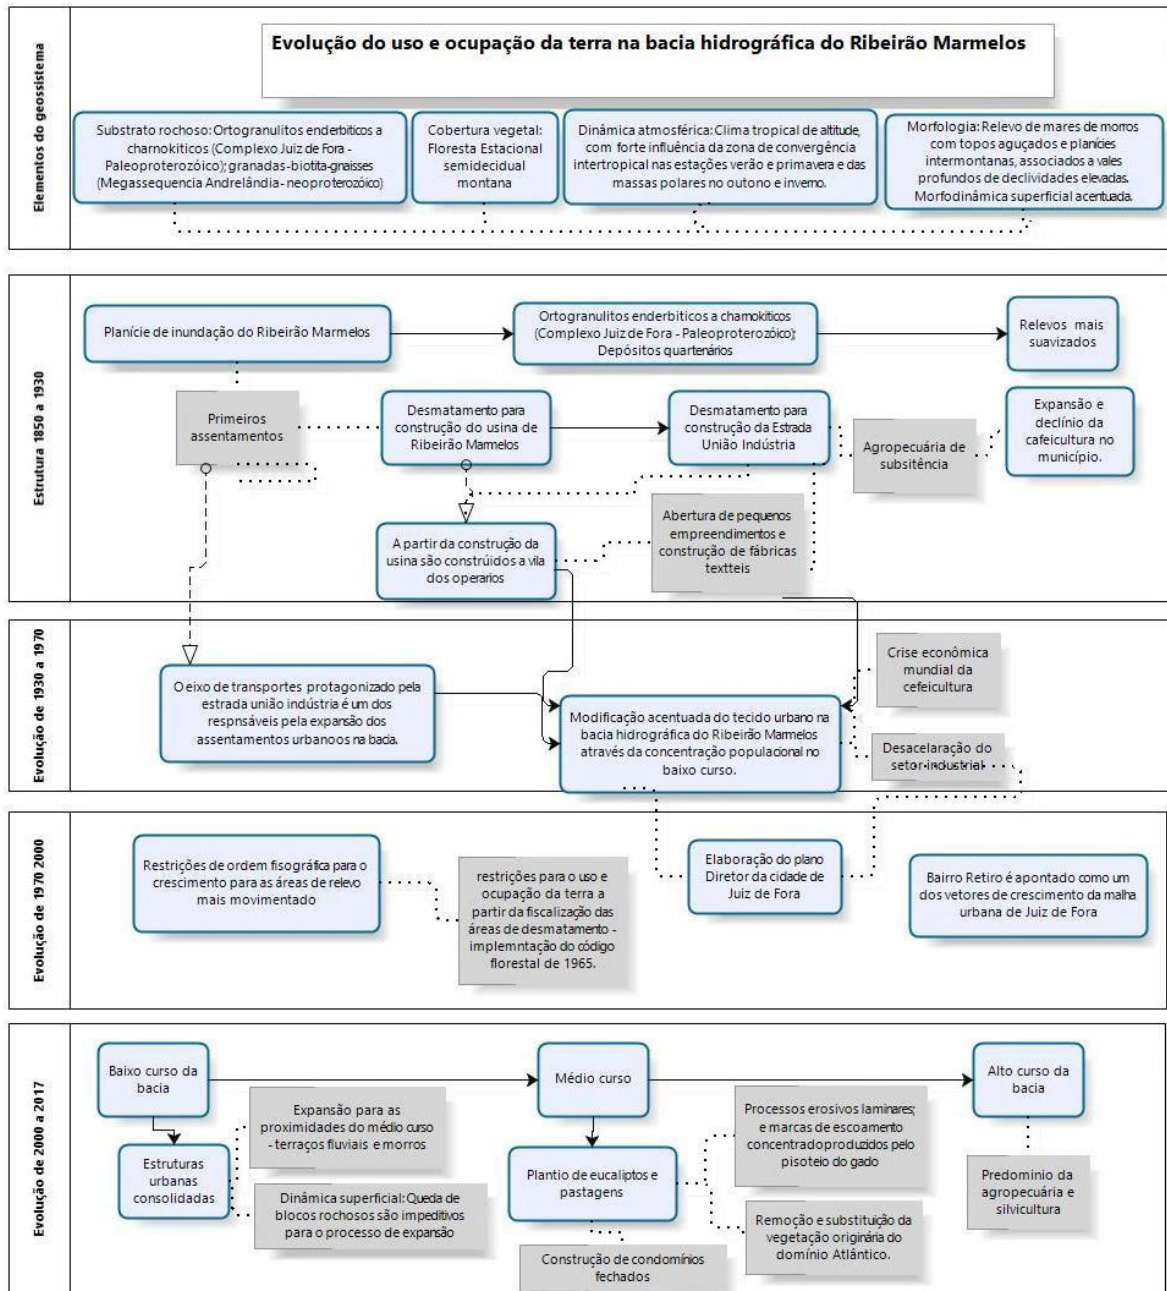 Evolução do uso e ocupação da terra na bacia hidrográfica do Ribeirão Marmelos
Elementos do geossistema
Substrato rochoso: Ortogranulitos enderbiticos a
charnokiticos (Complexo Juiz de Fora -
Paleoproterozóico); granadas-biotita-gnaisses
(Megassequencia Andrelândia- neoproterozóico)
Cobertura vegetal:
Floresta Estacional
semidecidual
montana
Dinâmica atmosférica: Clima tropical de altitude,
com forte influência da zona de convergência
intertropical nas estações verão e primavera e das
massas polares no outono e inverno.
Morfologia: Relevo de mares de morros
com topos aguçados e planícies
intermontanas, associados a vales
profundos de declividades elevadas.
Morfodinâmica superficial acentuada.
Estrutura 1850 a 1930
Planície de inundação do Ribeirão Marmelos
Ortogranulitos enderbiticos a charnokiticos
(Complexo Juiz de Fora - Paleoproterozóico);
Depósitos quartenários
Relevos mais
suavizados
Primeiros
assentamentos
Desmatamento para
construção do usina de
Ribeirão Marmelos
Desmatamento para
construção da Estrada
União Indústria
Agropecuária de
subsitência
Expansão e
declínio da
cafeicultura no
município.
A partir da construção da
usina são constrúidos a vila
dos operarios
Abertura de pequenos
empreendimentos e
construção de fábricas
textteis
Evolução de 1930 a 1970
O eixo de transportes protagonizado pela
estrada união indústria é um dos
respnsáveis pela expansão dos
assentamentos urbanoos na bacia.
Modificação acentuada do tecido urbano na
bacia hidrográfica do Ribeirão Marmelos
através da concentração populacional no
baixo curso.
Crise econômica
mundial da
cefeicultura
Desacelaração do
setor industrial
Evolução de 1970 2000
Restrições de ordem fisográfica para o
crescimento para as áreas de relevo
mais movimentado
restrições para o uso e
ocupação da terra a
partir da fiscalização das
áreas de desmatamento -
implemntação do código
florestal de 1965.
Elaboração do plano
Diretor da cidade de
Juiz de Fora
Bairro Retiro é apontado como um
dos vetores de crescimento da malha
urbana de Juiz de Fora
Evolução de 2000 a 2017
Baixo curso da
bacia
Médio curso
Alto curso da
bacia
Estruturas
urbanas
consolidadas
Expansão para as
proximidades do médio curso
- terraços fluviais e morros
Dinâmica superficial: Queda de
blocos rochosos são impeditivos
para o processo de expansão
Plantio de eucaliptos e
pastagens
Processos erosivos laminares;
e marcas de escoamento
concentradoproduzidos pelo
pisoteio do gado
Remoção e substituição da
vegetação originária do
domínio Atlântico.
Construção de condomínios
fechados
Predominio da
agropecuária e
silvicultura